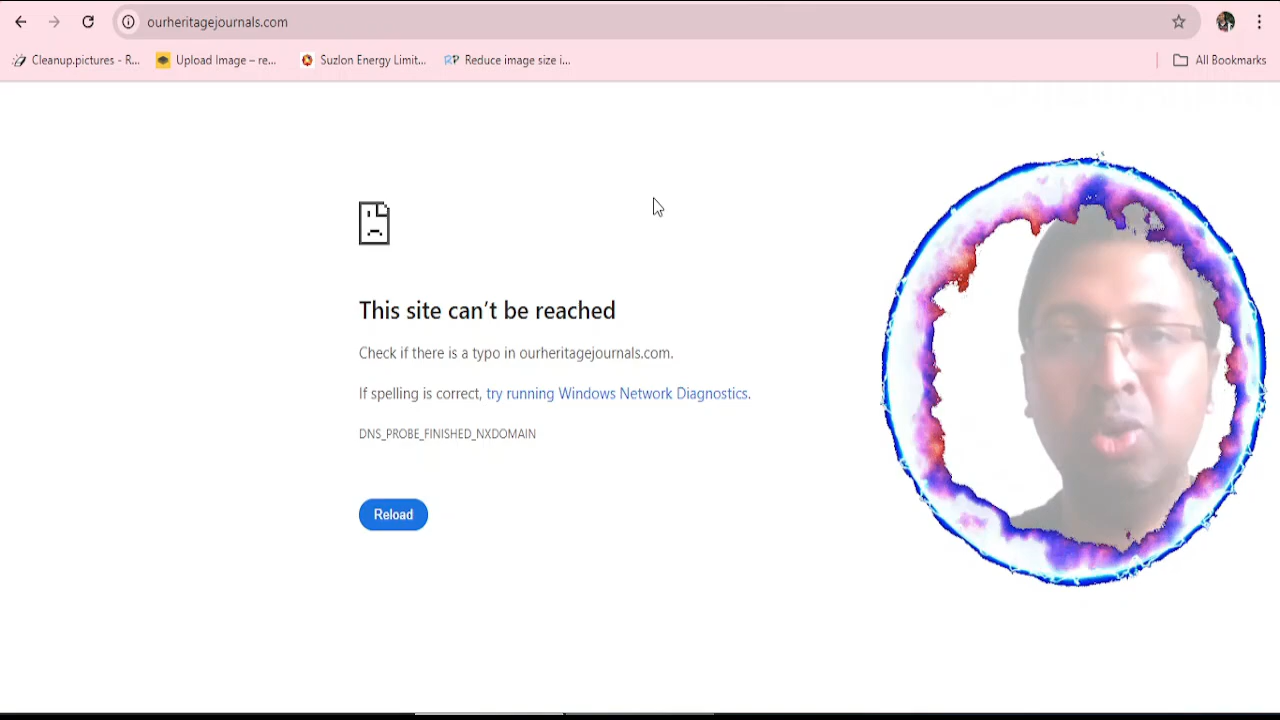 ourheritagejournals.com
Cleanup.pictures - R... Upload Image – re... Suzlon Energy Limit... RP Reduce image size i... All Bookmarks
This site can’t be reached
Check if there is a typo in ourheritagejournals.com.
If spelling is correct, try running Windows Network Diagnostics.
DNS_PROBE_FINISHED_NXDOMAIN
Reload